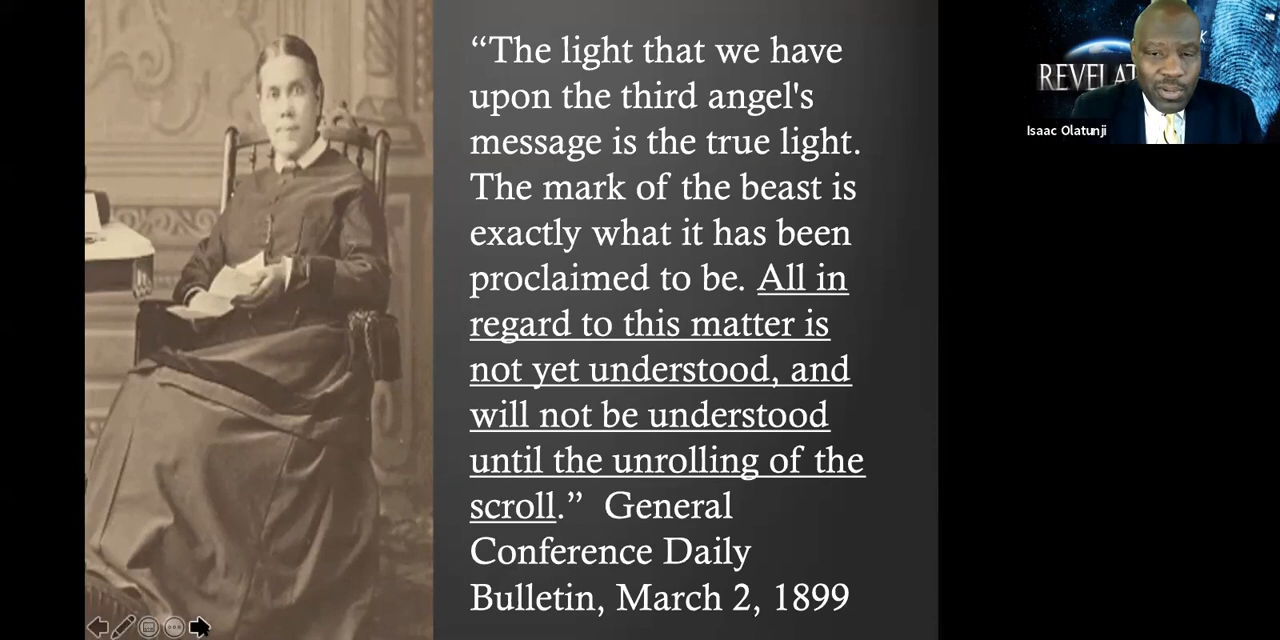 “The light that we have
upon the third angel's
message is the true light.
The mark of the beast is
exactly what it has been
proclaimed to be. All in
regard to this matter is
not yet understood, and
will not be understood
until the unrolling of the
scroll.”  General
Conference Daily
Bulletin, March 2, 1899
Isaac Olatunji